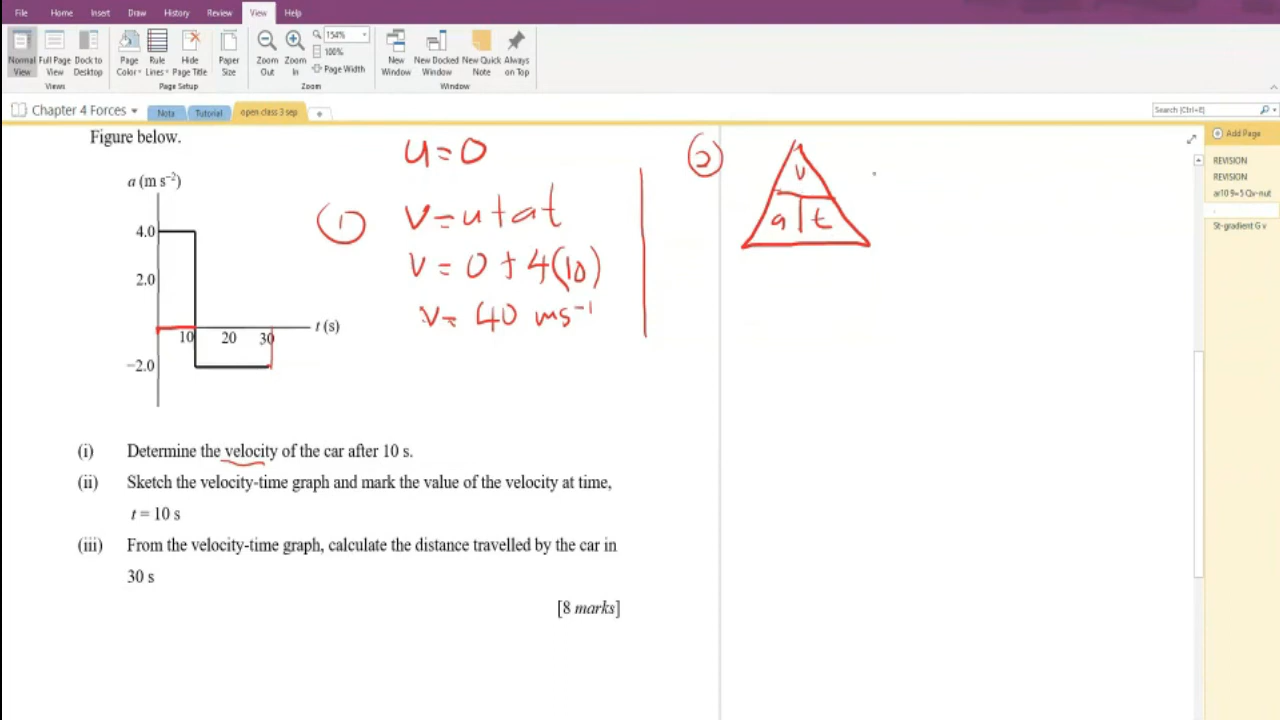 File Home Insert Draw History Review View Help
Normal View Full Page View Dock to Desktop Page Color Rule Lines Hide Page Title Paper Size Zoom Out Zoom In 154% 100% Page Width New Window New Docked Window New Quick Note Always on Top
Views Page Setup Zoom Window
Chapter 4 Forces Nota Tutorial open class 3 sep Search (Ctrl+E)
Add Page
REVISION
REVISION
St-gradient G v
Figure below.
a (m s⁻²)
4.0
2.0
10 20 30 t (s)
−2.0
u = 0
① v = u + at
v = 0 + 4(10)
v = 40 ms⁻¹
②
v
a t
(i) Determine the velocity of the car after 10 s.
(ii) Sketch the velocity-time graph and mark the value of the velocity at time,
t = 10 s
(iii) From the velocity-time graph, calculate the distance travelled by the car in
30 s
[8 marks]